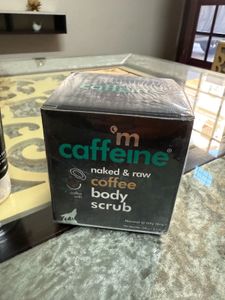 'm
caffeine®
naked & raw
coffee
body
scrub